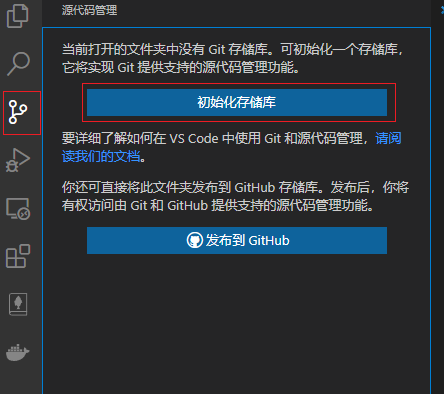 源代码管理
当前打开的文件夹中没有 Git 存储库。可初始化一个存储库，
它将实现 Git 提供支持的源代码管理功能。
初始化存储库
要详细了解如何在 VS Code 中使用 Git 和源代码管理，请阅
读我们的文档。
你还可直接将此文件夹发布到 GitHub 存储库。发布后，你将
有权访问由 Git 和 GitHub 提供支持的源代码管理功能。
发布到 GitHub